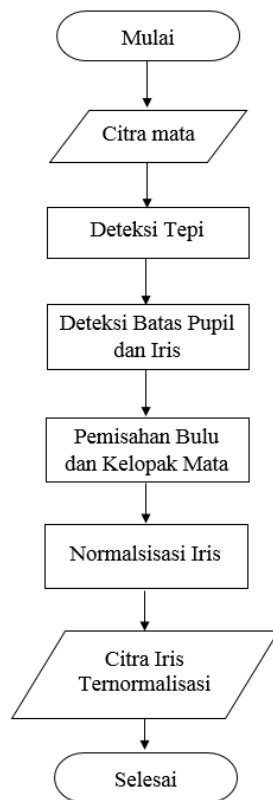 Mulai
Citra mata
Deteksi Tepi
Deteksi Batas Pupil
dan Iris
Pemisahan Bulu
dan Kelopak Mata
Normalsisasi Iris
Citra Iris
Ternormalisasi
Selesai